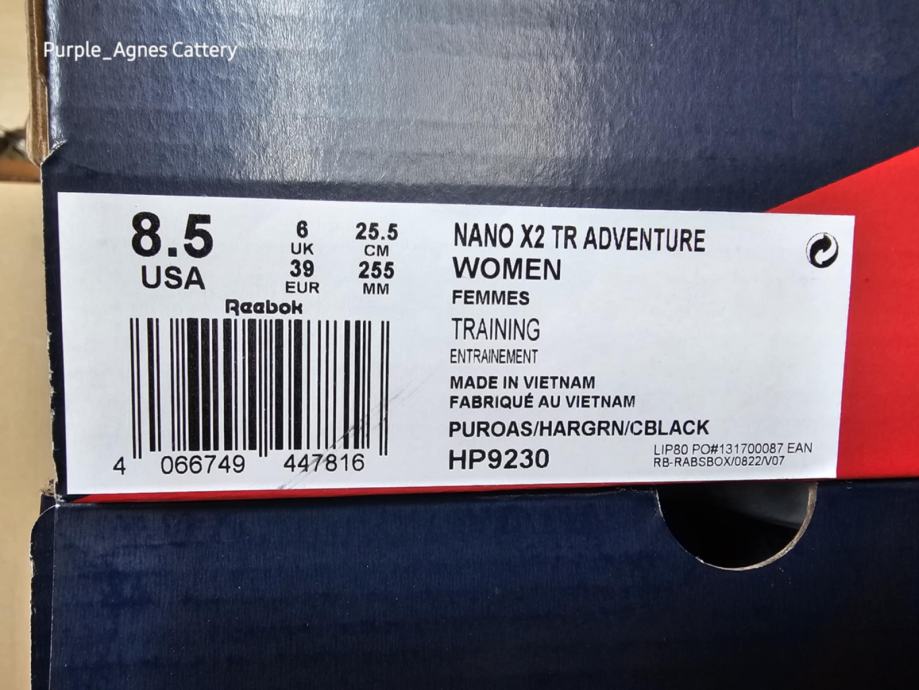 Purple_Agnes Cattery
8.5
USA
6
UK
39
EUR
25.5
CM
255
MM
Reebok
4 066749 447816
NANO X2 TR ADVENTURE
WOMEN
FEMMES
TRAINING
ENTRAINEMENT
MADE IN VIETNAM
FABRIQUÉ AU VIETNAM
PUROAS/HARGRN/CBLACK
HP9230
LIP80 PO#131700087 EAN
RB-RABSBOX/0822/V07